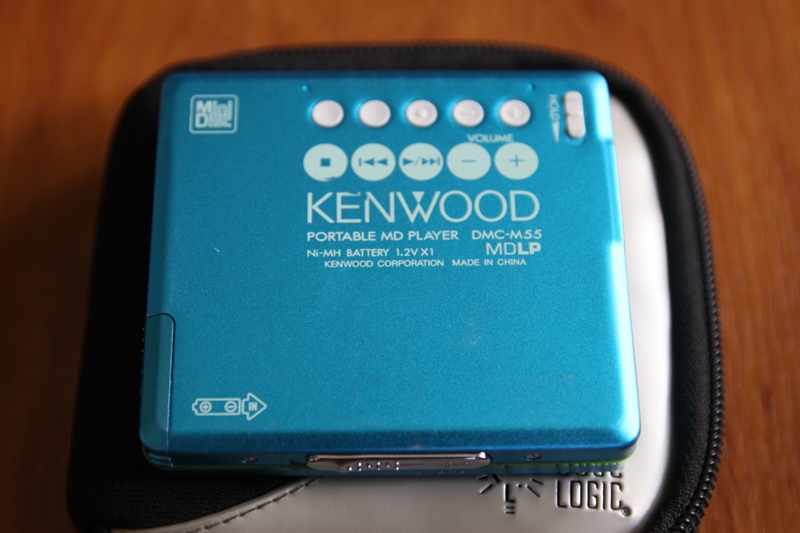 Mini
Disc
HOLD
VOLUME
KENWOOD
PORTABLE MD PLAYER DMC-M55
Ni-MH BATTERY 1.2V X1 MDLP
KENWOOD CORPORATION MADE IN CHINA
IN
LOGIC